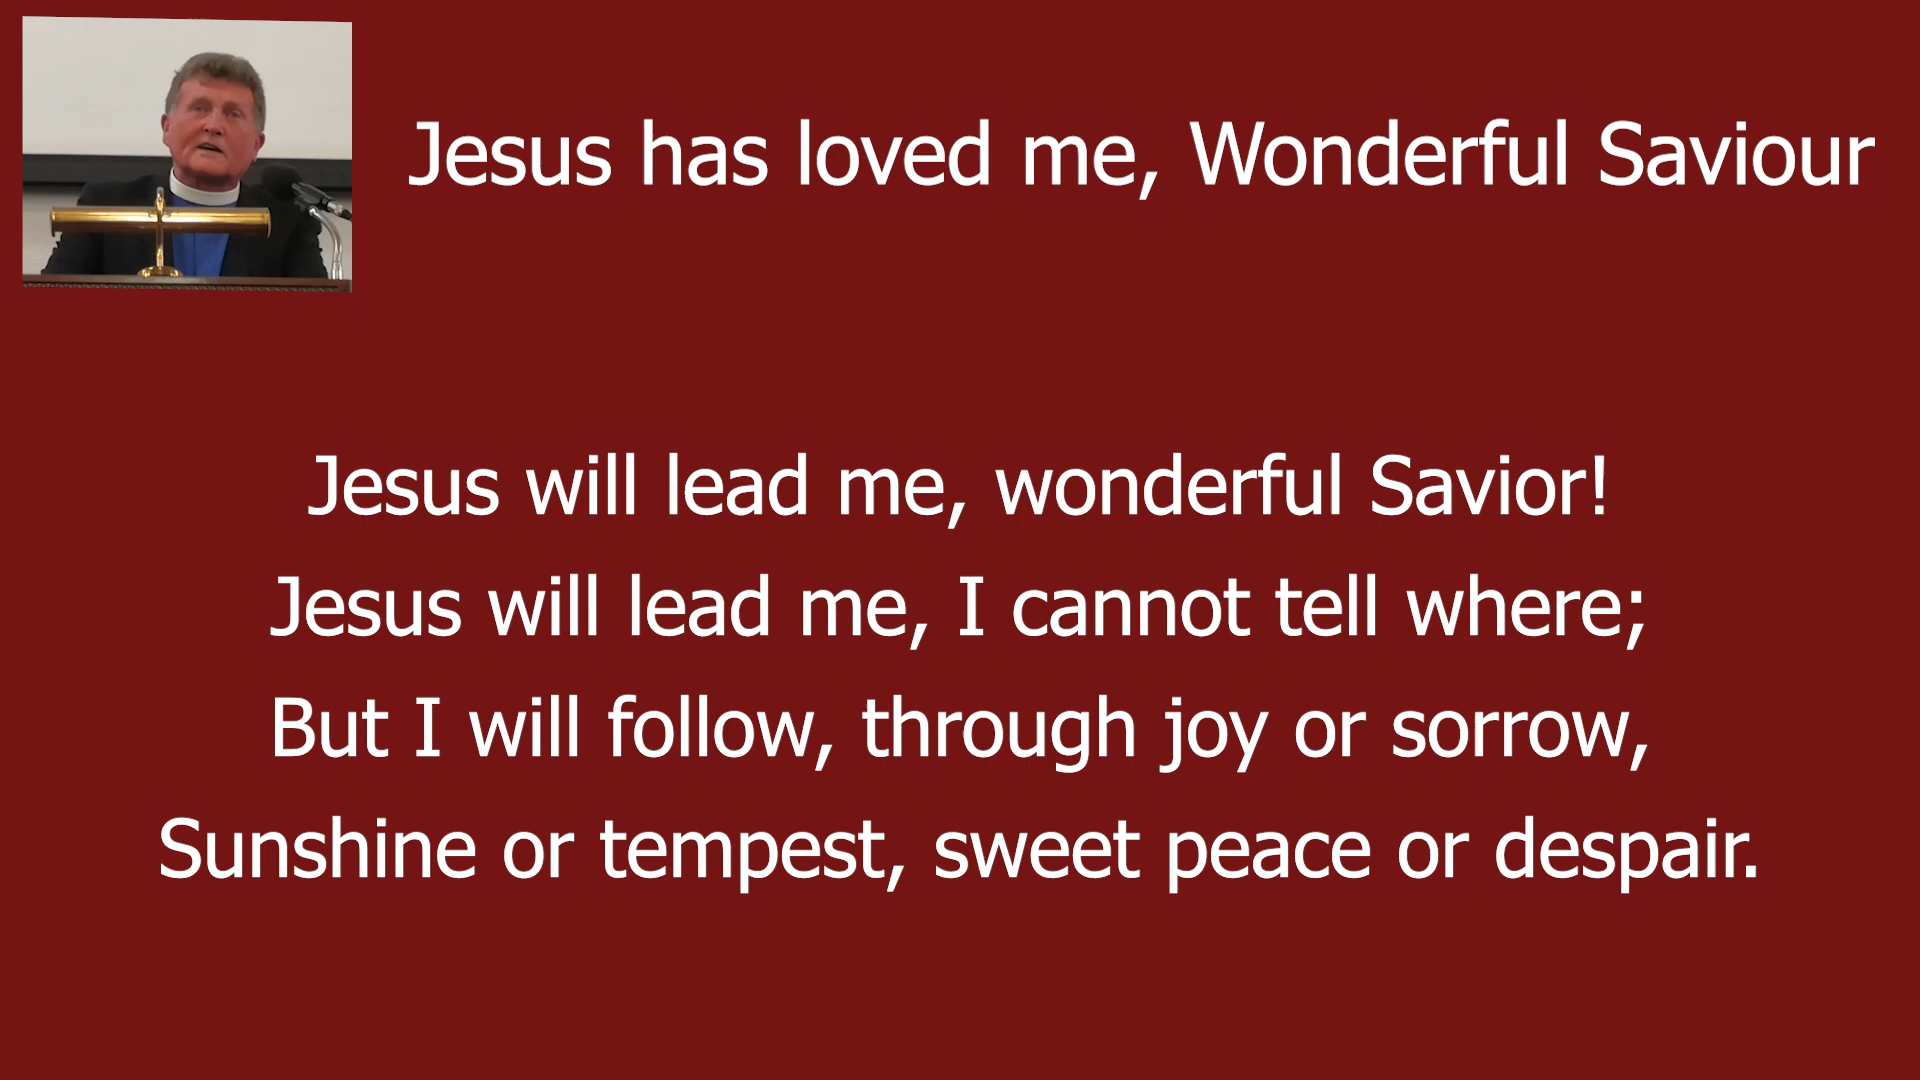 Jesus has loved me, Wonderful Saviour
Jesus will lead me, wonderful Savior!
Jesus will lead me, I cannot tell where;
But I will follow, through joy or sorrow,
Sunshine or tempest, sweet peace or despair.